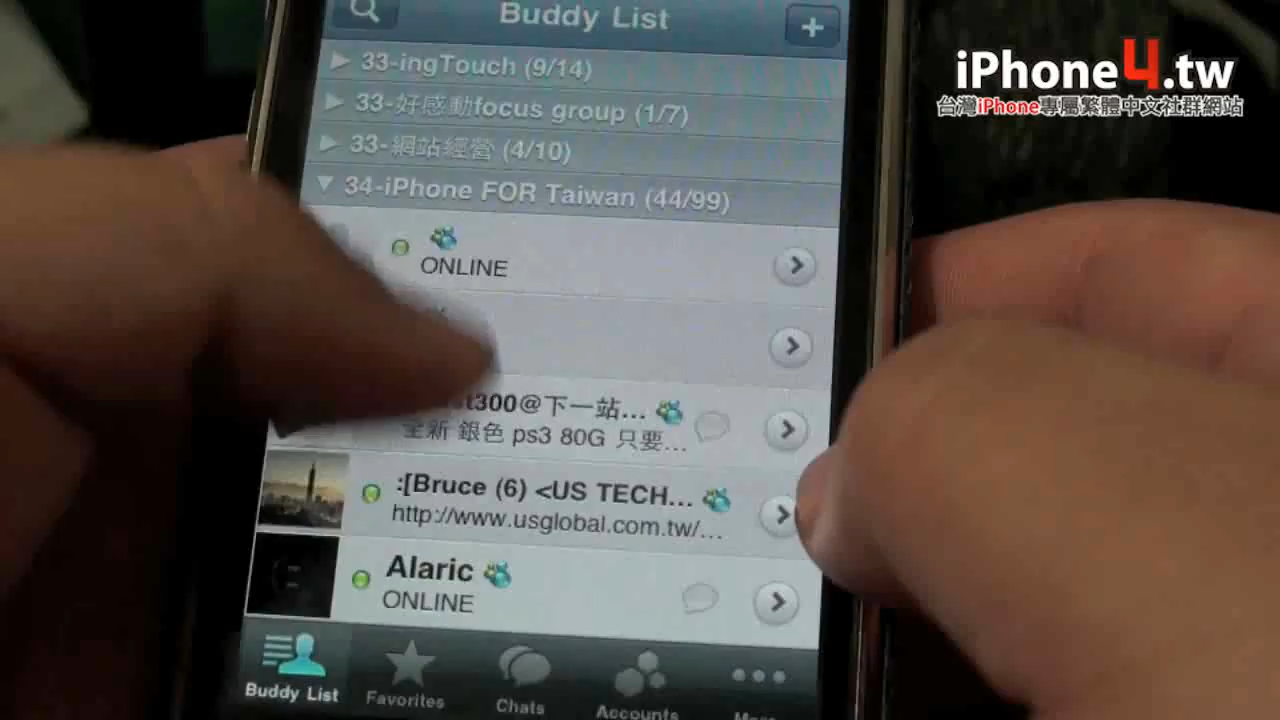 Buddy List
+
iPhone4.tw
台灣iPhone專屬繁體中文社群網站
33-ingTouch (9/14)
33-好感動focus group (1/7)
33-網站經營 (4/10)
34-iPhone FOR Taiwan (44/99)
ONLINE
t300@下一站...
全新 銀色 ps3 80G 只要...
:[Bruce (6) <US TECH...
http://www.usglobal.com.tw/...
Alaric
ONLINE
Buddy List
Favorites
Chats
Accounts
More